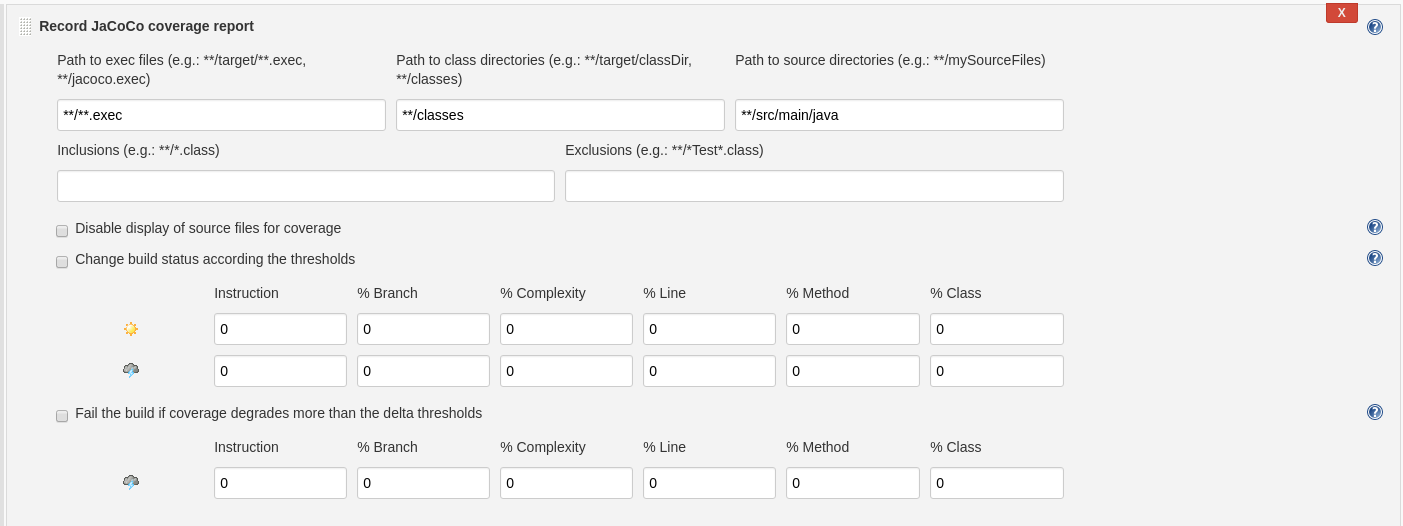 Record JaCoCo coverage report
X
?
Path to exec files (e.g.: **/target/**.exec,
**/jacoco.exec)
Path to class directories (e.g.: **/target/classDir,
**/classes)
Path to source directories (e.g.: **/mySourceFiles)
**/**.exec
**/classes
**/src/main/java
Inclusions (e.g.: **/*.class)
Exclusions (e.g.: **/*Test*.class)
Disable display of source files for coverage
?
Change build status according the thresholds
?
Instruction % Branch % Complexity % Line % Method % Class
0 0 0 0 0 0
0 0 0 0 0 0
Fail the build if coverage degrades more than the delta thresholds
?
Instruction % Branch % Complexity % Line % Method % Class
0 0 0 0 0 0